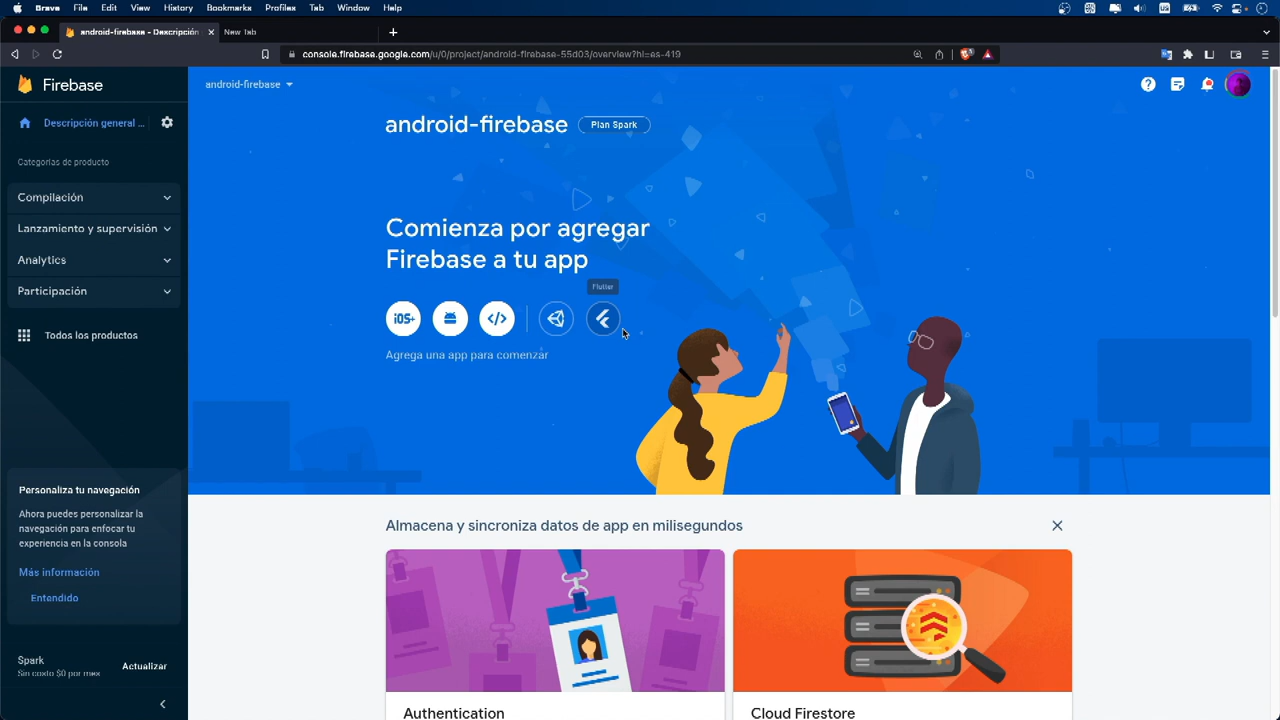 Brave File Edit View History Bookmarks Profiles Tab Window Help
android-firebase - Descripción
New Tab
console.firebase.google.com/u/0/project/android-firebase-55d03/overview?hl=es-419
Firebase
android-firebase
Descripción general ...
android-firebase
Plan Spark
Categorías de producto
Compilación
Lanzamiento y supervisión
Analytics
Participación
Todos los productos
Comienza por agregar
Firebase a tu app
Flutter
iOS+
Agrega una app para comenzar
Personaliza tu navegación
Ahora puedes personalizar la
navegación para enfocar tu
experiencia en la consola
Más información
Entendido
Spark
Sin costo $0 por mes
Actualizar
Almacena y sincroniza datos de app en milisegundos
Authentication
Cloud Firestore